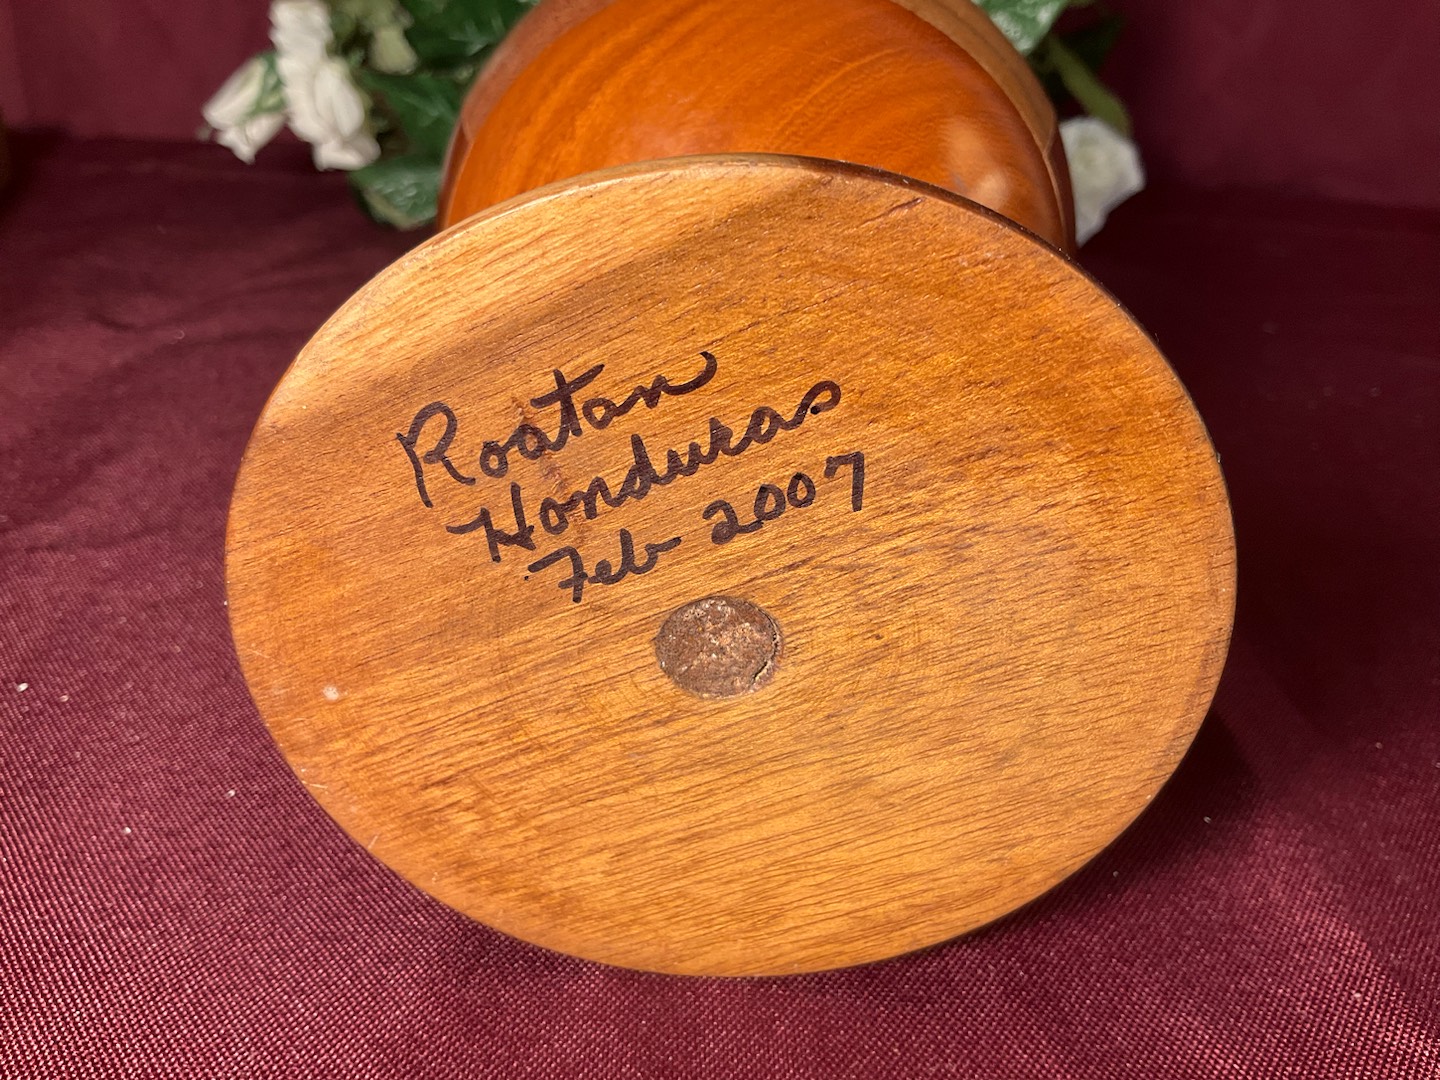 Roatan
Honduras
Feb 2007